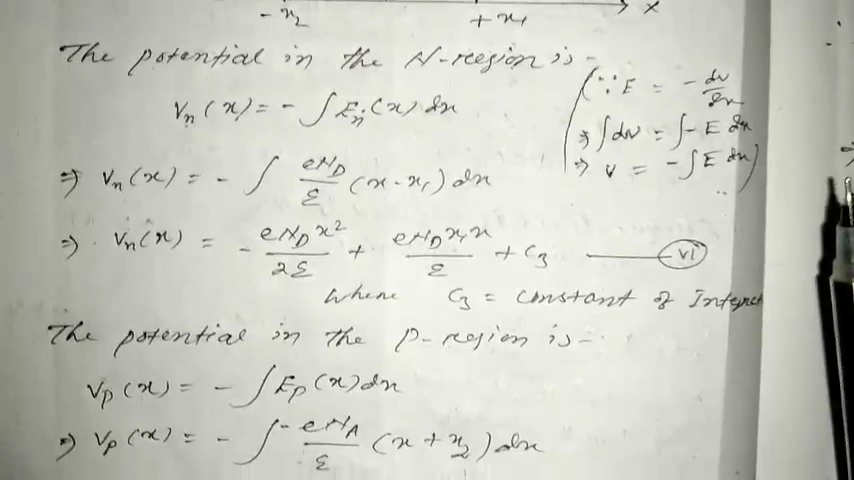 -x₂ +x₁ x
The potential in the N-region is -
Vₙ(x) = - ∫ Eₙ(x) dx
(∵ E = - dv/dx
⇒ ∫dv = ∫- E dx
⇒ v = - ∫E dx)
⇒ Vₙ(x) = - ∫ eN_D/ε (x-x₁) dx
⇒ Vₙ(x) = - eN_D x²/2ε + eN_D x₁x/ε + C₃ —— (vi)
where C₃ = constant of Integrat
The potential in the P-region is -
Vₚ(x) = - ∫ Eₚ(x) dx
⇒ Vₚ(x) = - ∫ - eN_A/ε (x + x₂) dx